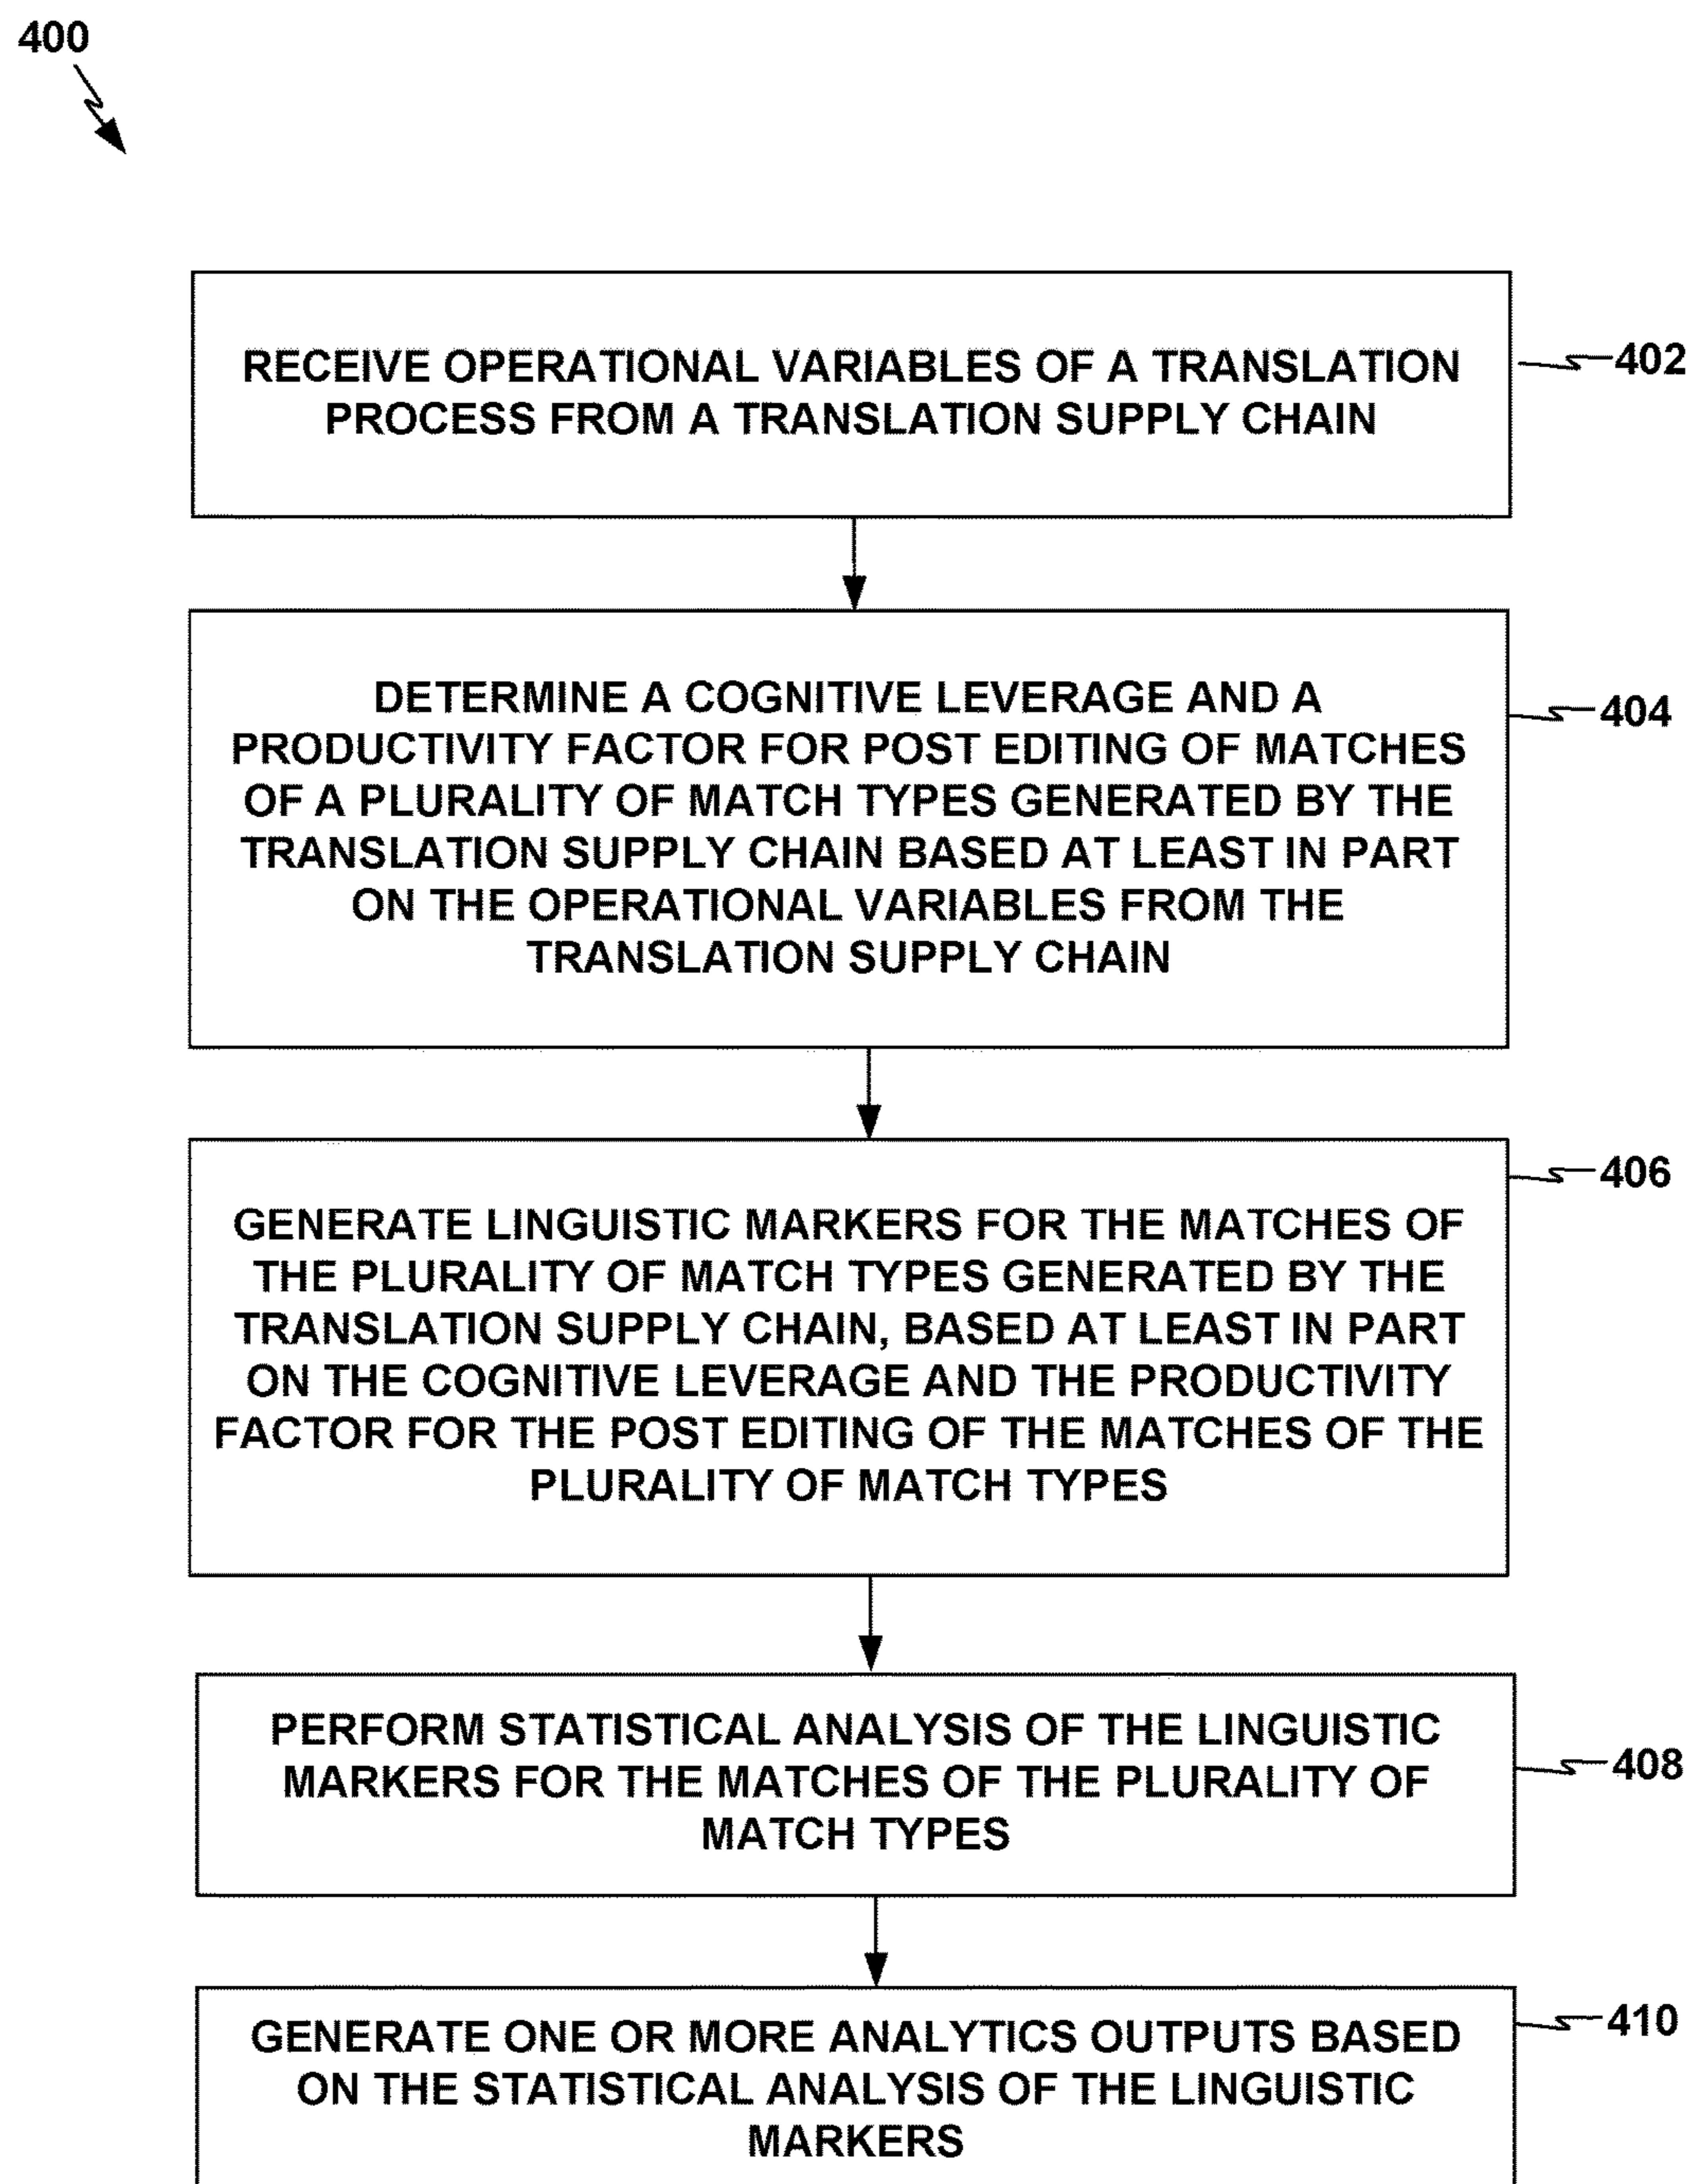 400
RECEIVE OPERATIONAL VARIABLES OF A TRANSLATION
PROCESS FROM A TRANSLATION SUPPLY CHAIN
402
DETERMINE A COGNITIVE LEVERAGE AND A
PRODUCTIVITY FACTOR FOR POST EDITING OF MATCHES
OF A PLURALITY OF MATCH TYPES GENERATED BY THE
TRANSLATION SUPPLY CHAIN BASED AT LEAST IN PART
ON THE OPERATIONAL VARIABLES FROM THE
TRANSLATION SUPPLY CHAIN
404
GENERATE LINGUISTIC MARKERS FOR THE MATCHES OF
THE PLURALITY OF MATCH TYPES GENERATED BY THE
TRANSLATION SUPPLY CHAIN, BASED AT LEAST IN PART
ON THE COGNITIVE LEVERAGE AND THE PRODUCTIVITY
FACTOR FOR THE POST EDITING OF THE MATCHES OF THE
PLURALITY OF MATCH TYPES
406
PERFORM STATISTICAL ANALYSIS OF THE LINGUISTIC
MARKERS FOR THE MATCHES OF THE PLURALITY OF
MATCH TYPES
408
GENERATE ONE OR MORE ANALYTICS OUTPUTS BASED
ON THE STATISTICAL ANALYSIS OF THE LINGUISTIC
MARKERS
410